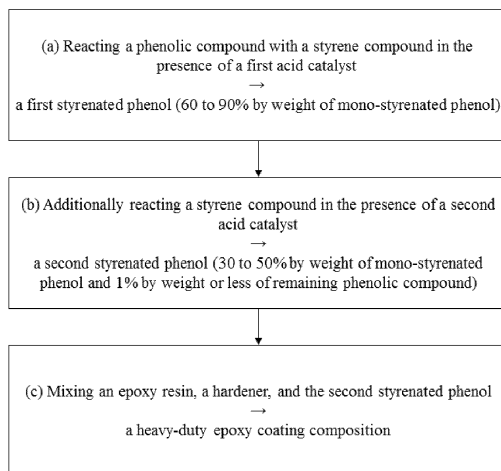 (a) Reacting a phenolic compound with a styrene compound in the
presence of a first acid catalyst
→
a first styrenated phenol (60 to 90% by weight of mono-styrenated phenol)
(b) Additionally reacting a styrene compound in the presence of a second
acid catalyst
→
a second styrenated phenol (30 to 50% by weight of mono-styrenated
phenol and 1% by weight or less of remaining phenolic compound)
(c) Mixing an epoxy resin, a hardener, and the second styrenated phenol
→
a heavy-duty epoxy coating composition